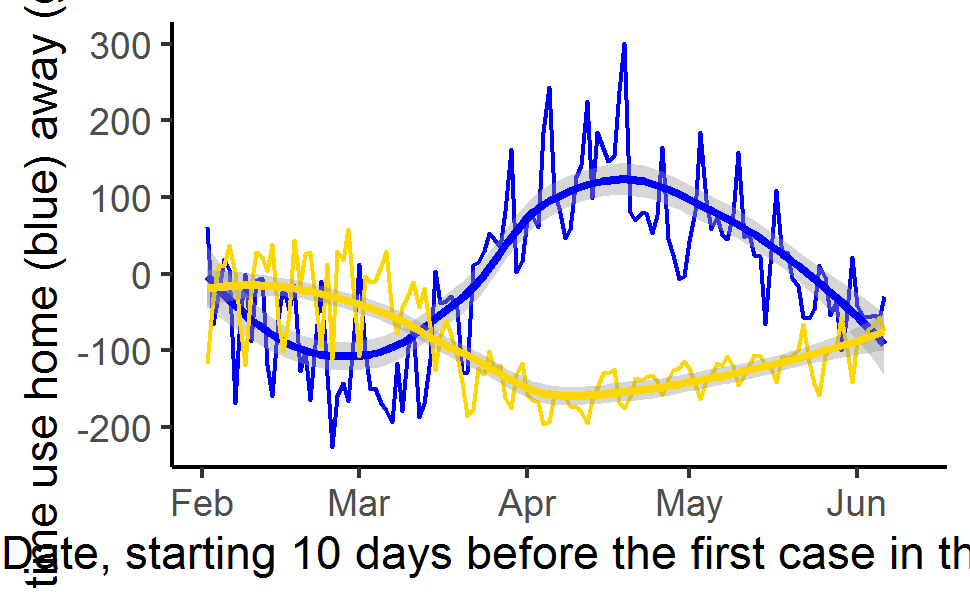 time use home (blue) away (
300
200
100
0
-100
-200
Feb Mar Apr May Jun
Date, starting 10 days before the first case in th